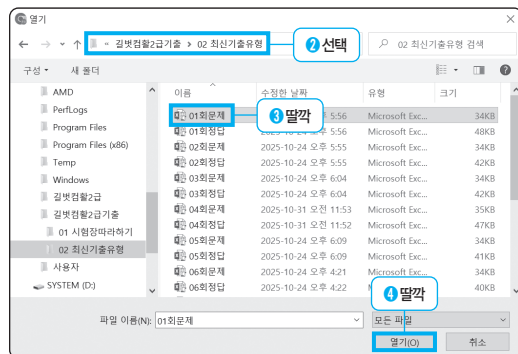 열기
« 길벗컴활2급기출 > 02 최신기출유형
❷ 선택
02 최신기출유형 검색
구성
새 폴더
이름
수정한 날짜
유형
크기
AMD
PerfLogs
Program Files
Program Files (x86)
Temp
Windows
길벗컴활2급
길벗컴활2급기출
01 시험장따라하기
02 최신기출유형
사용자
SYSTEM (D:)
01회문제 5:56 Microsoft Exc... 34KB
❸ 딸깍
01회정답 5:56 Microsoft Exc... 48KB
02회문제 2025-10-24 오후 5:55 Microsoft Exc... 34KB
02회정답 2025-10-24 오후 5:55 Microsoft Exc... 42KB
03회문제 2025-10-24 오후 6:04 Microsoft Exc... 34KB
03회정답 2025-10-24 오후 6:04 Microsoft Exc... 42KB
04회문제 2025-10-31 오전 11:53 Microsoft Exc... 35KB
04회정답 2025-10-31 오전 11:52 Microsoft Exc... 47KB
05회문제 2025-10-24 오후 6:09 Microsoft Exc... 34KB
05회정답 2025-10-24 오후 6:09 Microsoft Exc... 41KB
06회문제 2025-10-24 오후 4:21 Microsoft Exc... 34KB
06회정답 2025-10-24 오후 4:22 40KB
❹ 딸깍
파일 이름(N): 01회문제
모든 파일
열기(O)
취소